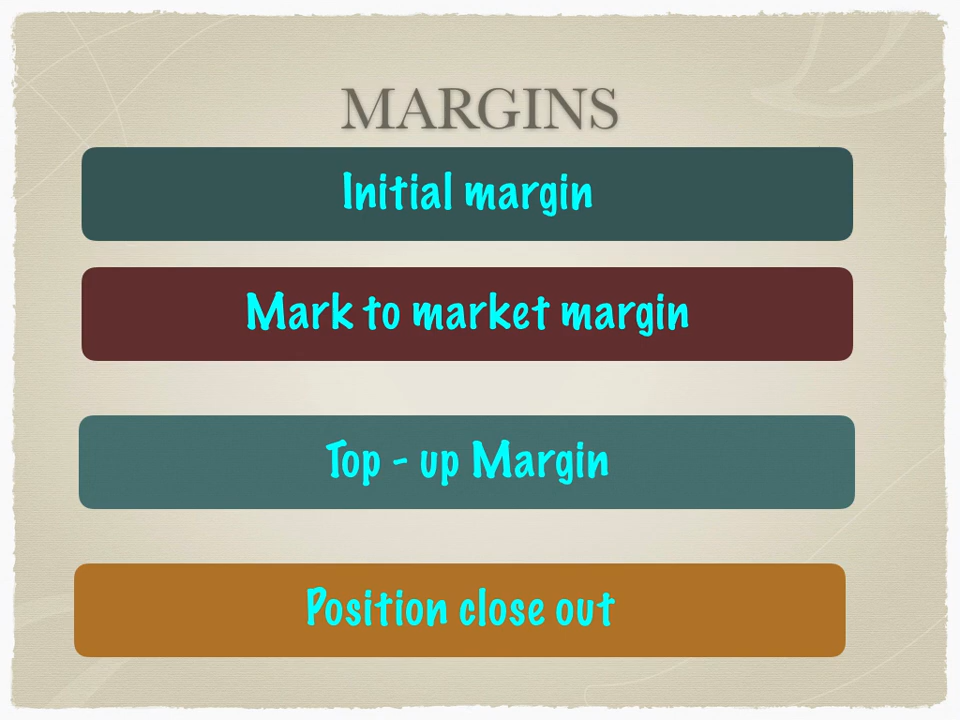 MARGINS
Initial margin
Mark to market margin
Top - up Margin
Position close out